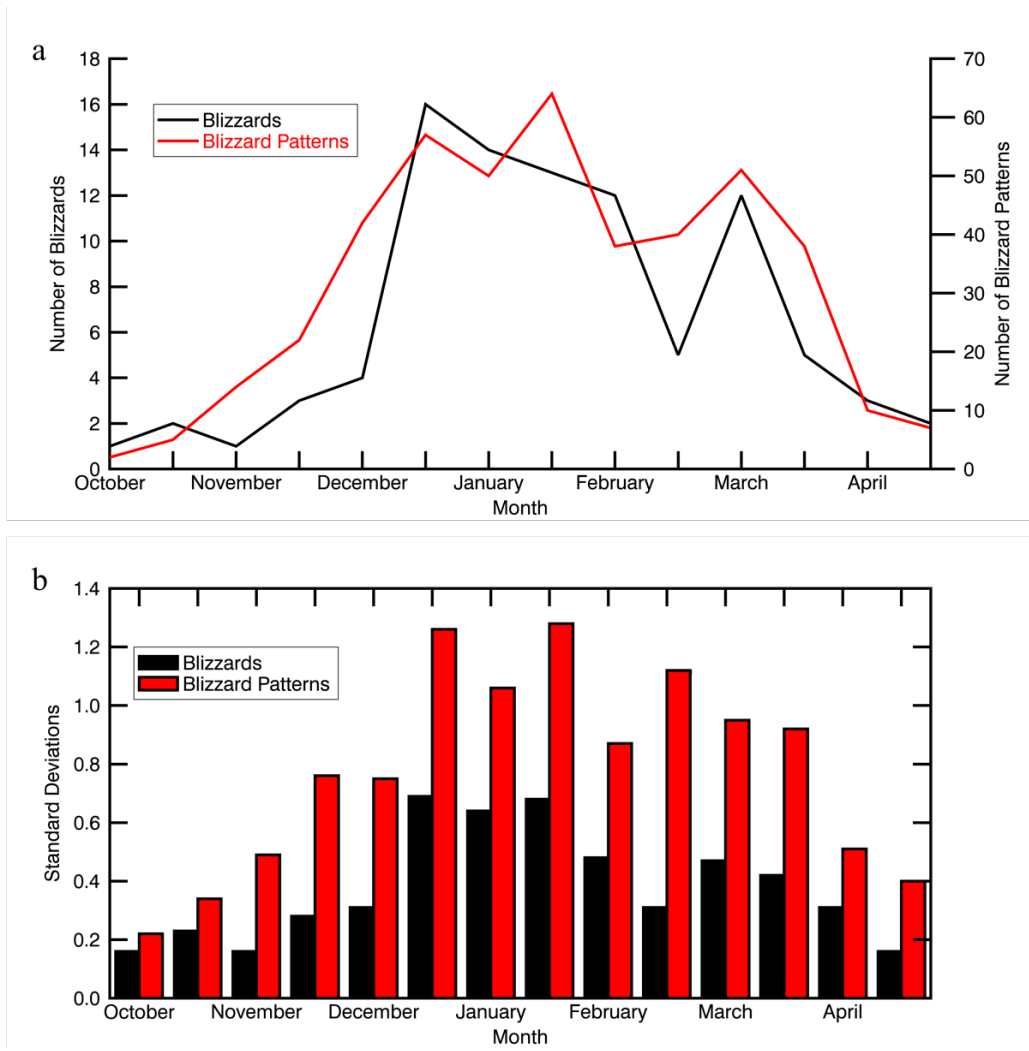 a
18
16
14
12
10
8
6
4
2
0
Number of Blizzards
Blizzards
Blizzard Patterns
70
60
50
40
30
20
10
0
Number of Blizzard Patterns
October November December January February March April
Month
b
1.4
1.2
1.0
0.8
0.6
0.4
0.2
0.0
Standard Deviations
Blizzards
Blizzard Patterns
October November December January February March April
Month